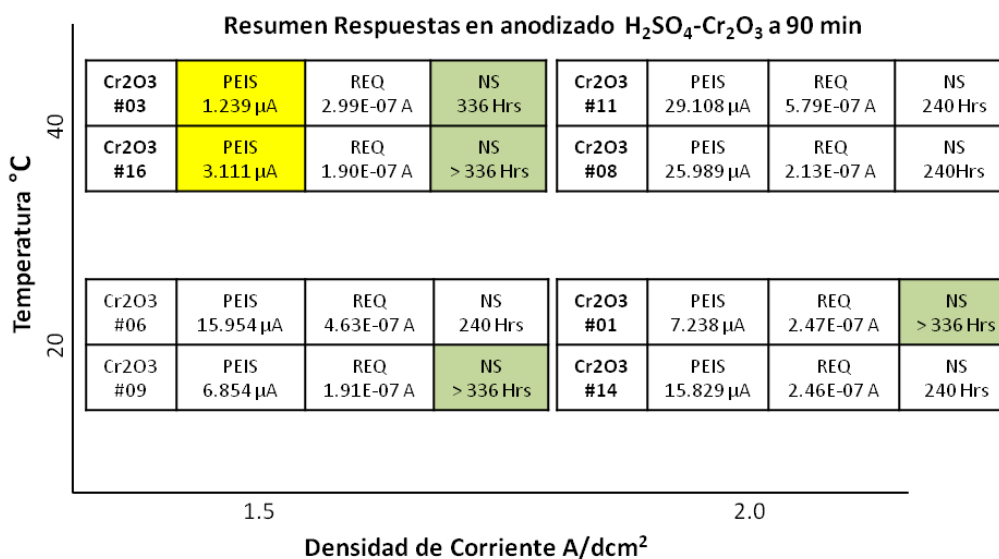 Resumen Respuestas en anodizado H₂SO₄-Cr₂O₃ a 90 min
Temperatura °C
40
Cr2O3 PEIS REQ NS Cr2O3 PEIS REQ NS
#03 1.239 µA 2.99E-07 A 336 Hrs #11 29.108 µA 5.79E-07 A 240 Hrs
Cr2O3 PEIS REQ NS Cr2O3 PEIS REQ NS
#16 3.111 µA 1.90E-07 A > 336 Hrs #08 25.989 µA 2.13E-07 A 240Hrs
20
Cr2O3 PEIS REQ NS Cr2O3 PEIS REQ NS
#06 15.954 µA 4.63E-07 A 240 Hrs #01 7.238 µA 2.47E-07 A > 336 Hrs
Cr2O3 PEIS REQ NS Cr2O3 PEIS REQ NS
#09 6.854 µA 1.91E-07 A > 336 Hrs #14 15.829 µA 2.46E-07 A 240 Hrs
1.5 2.0
Densidad de Corriente A/dcm²